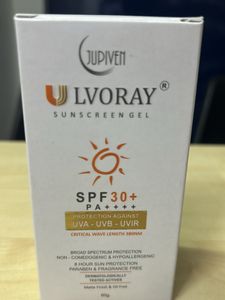 JUPIVEN
ULVORAY®
SUNSCREEN GEL
SPF 30+
PA++++
PROTECTION AGAINST
UVA - UVB - UVIR
CRITICAL WAVE LENGTH 380NM
BROAD SPECTRUM PROTECTION
NON - COMEDOGENIC & HYPOALLERGENIC
8 HOUR SUN PROTECTION
PARABEN & FRAGRANCE FREE
DERMATOLOGICALLY
TESTED ACTIVES
Matte Finish & Oil Free
60g